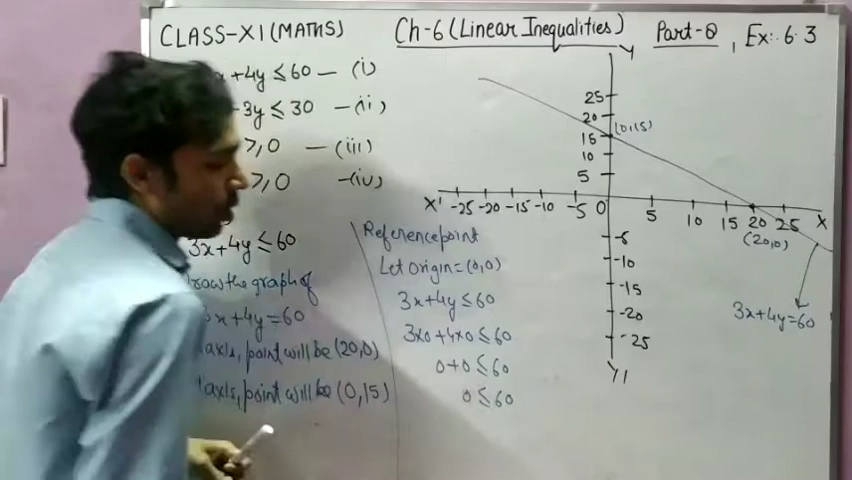 CLASS-XI (MATHS) Ch-6 (Linear Inequalities) Part-8, Ex:- 6.3
x+4y≤60 — (i)
3y≤30 — (ii)
≥0 — (iii)
≥0 — (iv)
3x+4y≤60
the graph of
3x+4y=60
axis, point will be (20,0)
axis, point will be (0,15)
Reference point
Let Origin=(0,0)
3x+4y≤60
3×0+4×0≤60
0+0≤60
0≤60
Y
25
20
15 (0,15)
10
5
X' -25 -20 -15 -10 -5 0 5 10 15 20 25 X
(20,0)
-10
-15
-20
-25
Y'
3x+4y=60